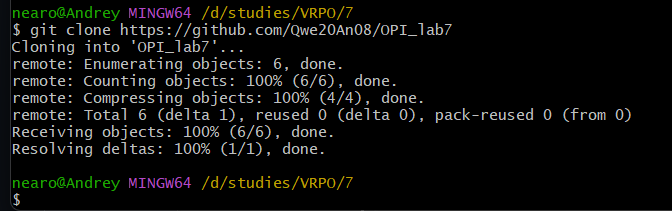 nearo@Andrey MINGW64 /d/studies/VRPO/7
$ git clone https://github.com/Qwe20An08/OPI_lab7
Cloning into 'OPI_lab7'...
remote: Enumerating objects: 6, done.
remote: Counting objects: 100% (6/6), done.
remote: Compressing objects: 100% (4/4), done.
remote: Total 6 (delta 1), reused 0 (delta 0), pack-reused 0 (from 0)
Receiving objects: 100% (6/6), done.
Resolving deltas: 100% (1/1), done.
nearo@Andrey MINGW64 /d/studies/VRPO/7
$